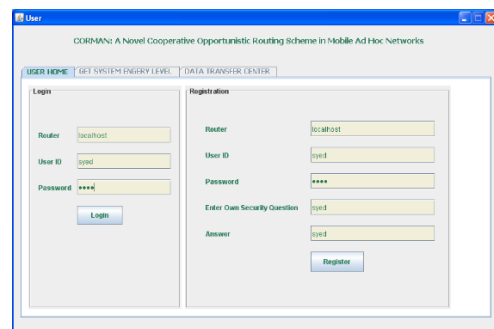 User
CORMAN: A Novel Cooperative Opportunistic Routing Scheme in Mobile Ad Hoc Networks
USER HOME GET SYSTEM ENGERY LEVEL DATA TRANSFER CENTER
Login
Router localhost
User ID syed
Password ••••
Login
Registration
Router localhost
User ID syed
Password ••••
Enter Own Security Question syed
Answer syed
Register